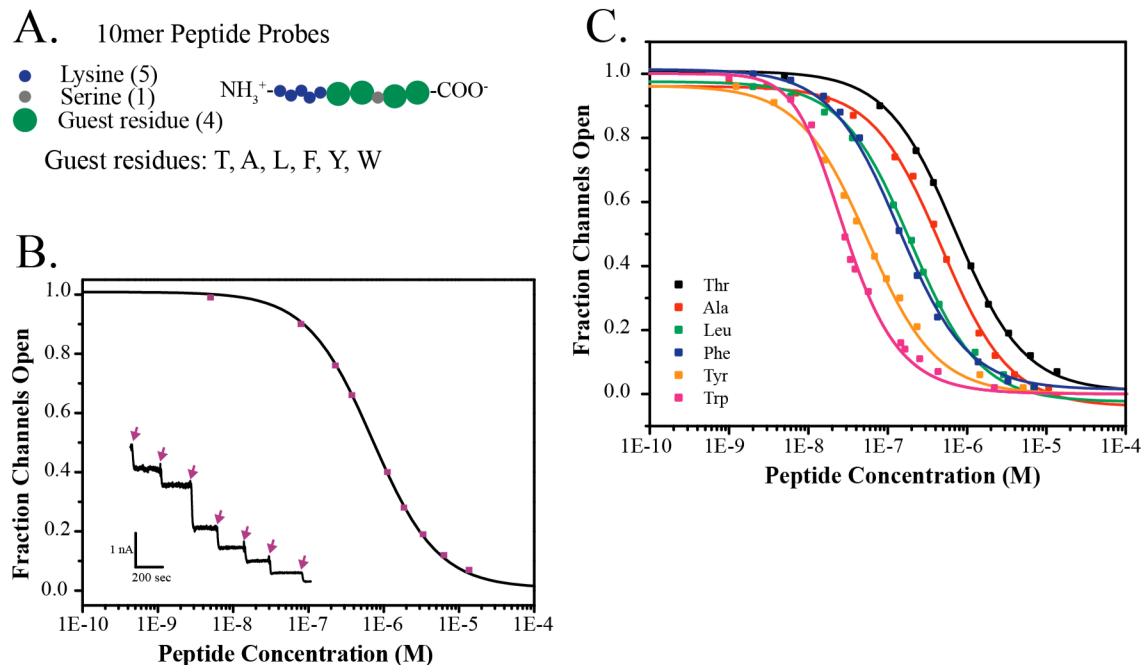 A.
10mer Peptide Probes
Lysine (5)
Serine (1)
Guest residue (4)
NH3+- -COO-
Guest residues: T, A, L, F, Y, W
B.
Fraction Channels Open
1.0
0.8
0.6
0.4
0.2
0.0
1 nA
200 sec
1E-10 1E-9 1E-8 1E-7 1E-6 1E-5 1E-4
Peptide Concentration (M)
C.
Fraction Channels Open
1.0
0.8
0.6
0.4
0.2
0.0
Thr
Ala
Leu
Phe
Tyr
Trp
1E-10 1E-9 1E-8 1E-7 1E-6 1E-5 1E-4
Peptide Concentration (M)